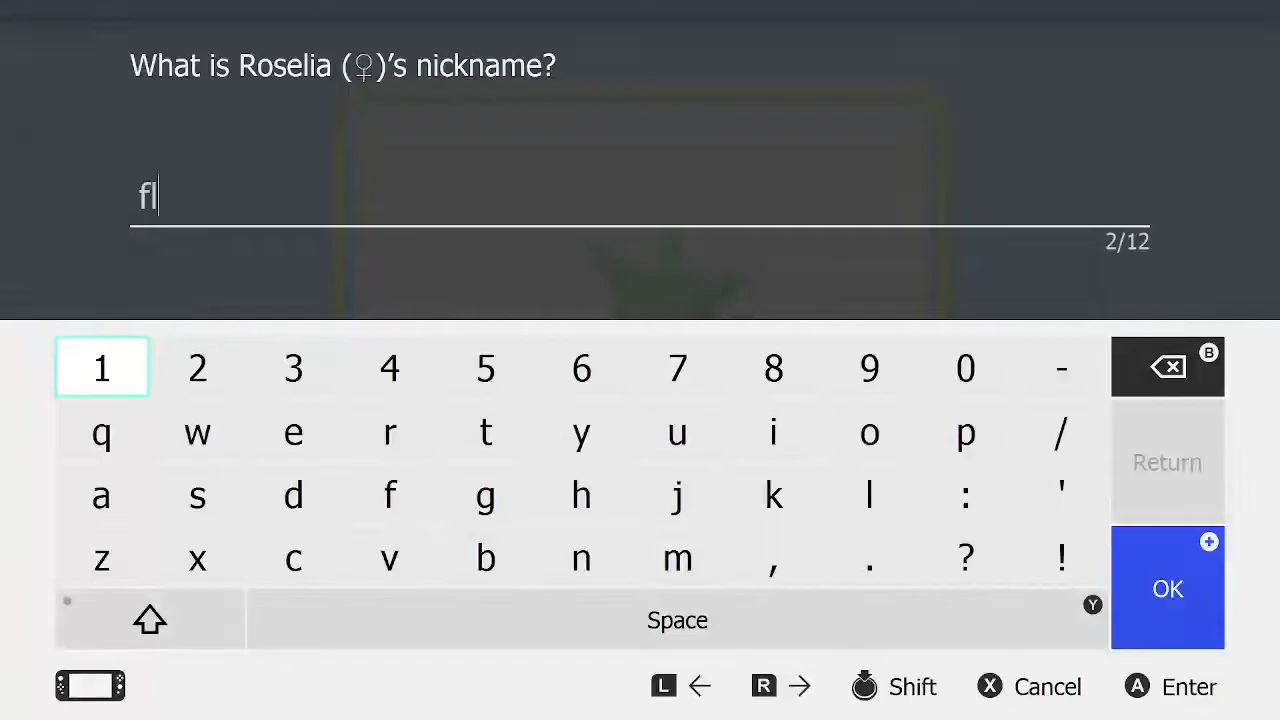 What is Roselia (♀)'s nickname?
fl
2/12
1 2 3 4 5 6 7 8 9 0 -
B
q w e r t y u i o p /
Return
a s d f g h j k l : '
z x c v b n m , . ? !
+
OK
Space
Y
L ← R → Shift X Cancel A Enter